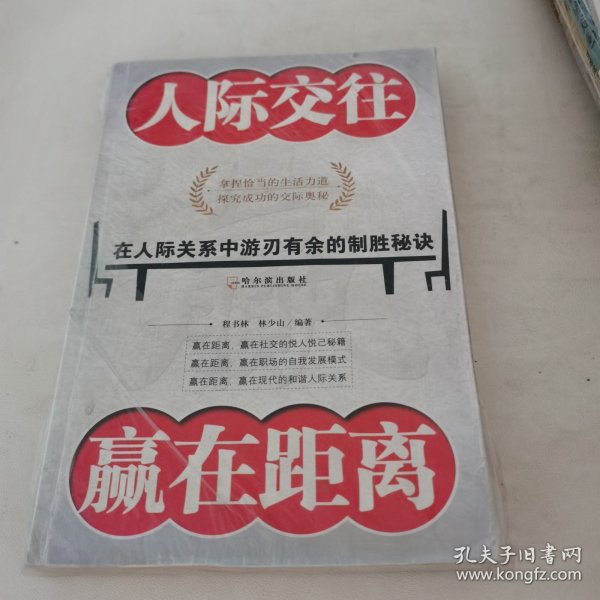 人际交往
拿捏恰当的生活力道
探究成功的交际奥秘
在人际关系中游刃有余的制胜秘诀
哈尔滨出版社
程书林 林少山/编著
赢在距离,赢在社交的悦人悦己秘籍
赢在距离,赢在职场的自我发展模式
赢在距离,赢在现代的和谐人际关系
赢在距离
孔夫子旧书网
www.kongfz.com